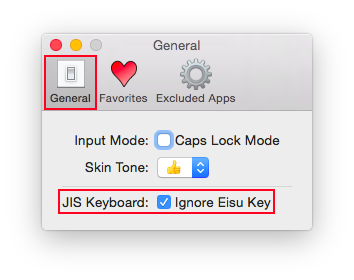 General
General Favorites Excluded Apps
Input Mode: Caps Lock Mode
Skin Tone:
JIS Keyboard: Ignore Eisu Key